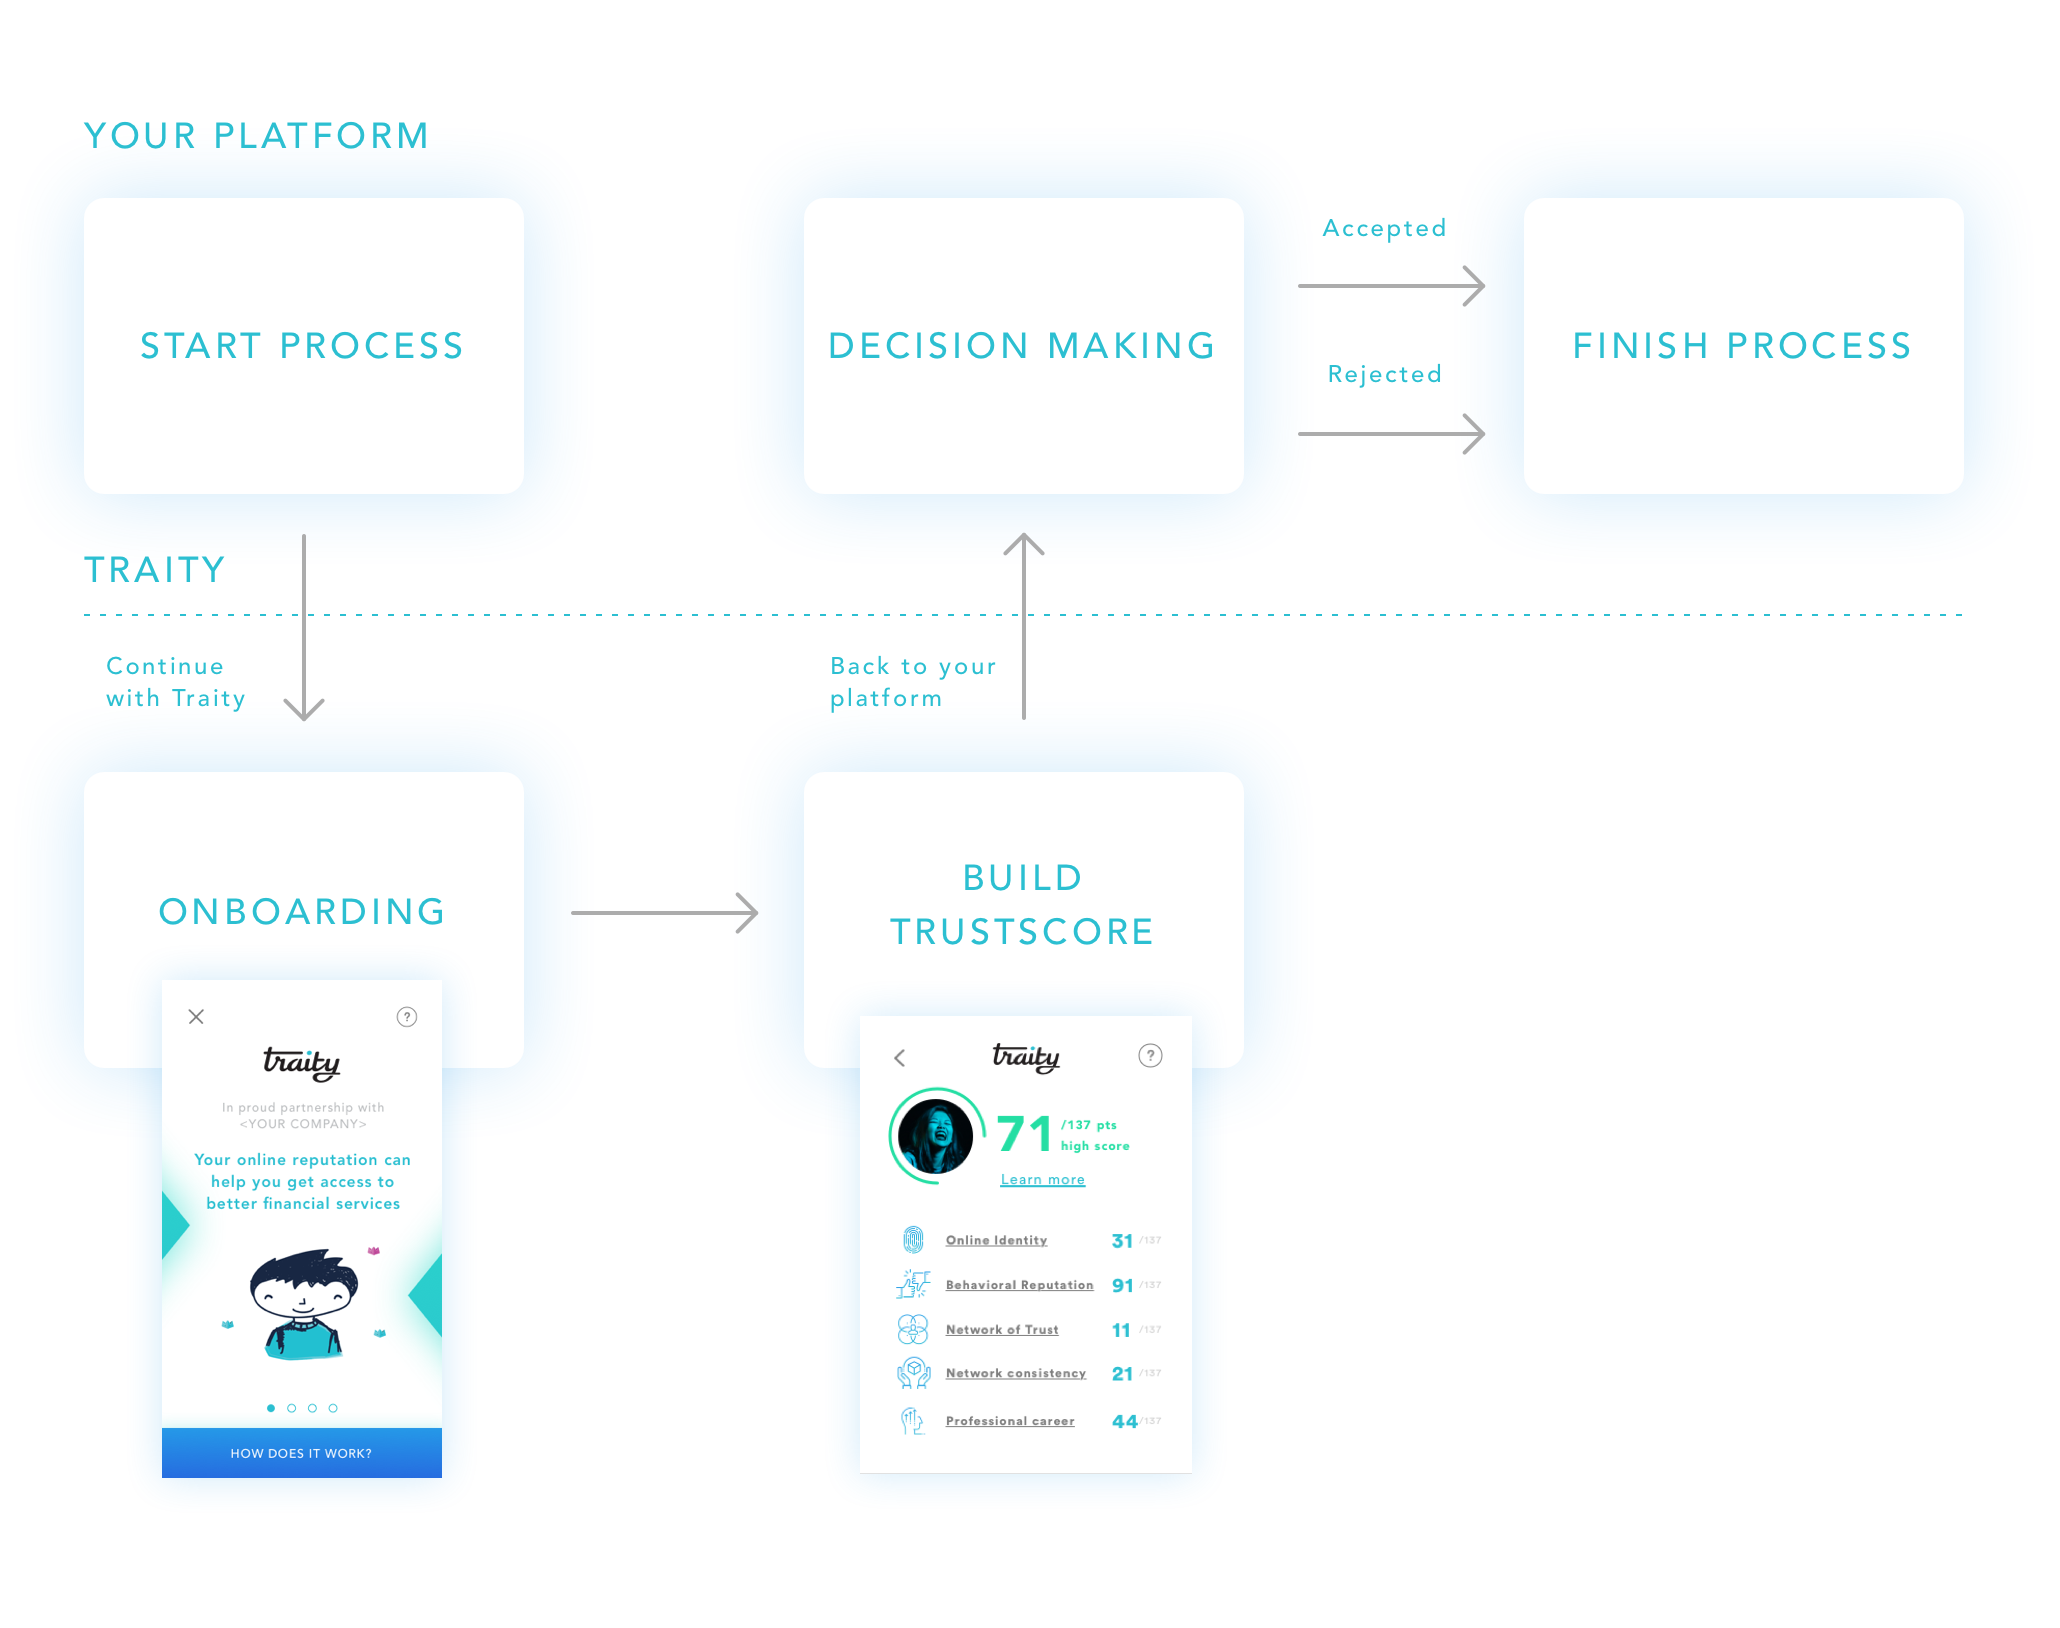 YOUR PLATFORM
START PROCESS
DECISION MAKING
Accepted
Rejected
FINISH PROCESS
TRAITY
Continue
with Traity
Back to your
platform
ONBOARDING
BUILD
TRUSTSCORE
?
traity
In proud partnership with
<YOUR COMPANY>
Your online reputation can
help you get access to
better financial services
HOW DOES IT WORK?
traity
?
71 /137 pts
high score
Learn more
Online Identity 31 /137
Behavioral Reputation 91 /137
Network of Trust 11 /137
Network consistency 21 /137
Professional career 44 /137